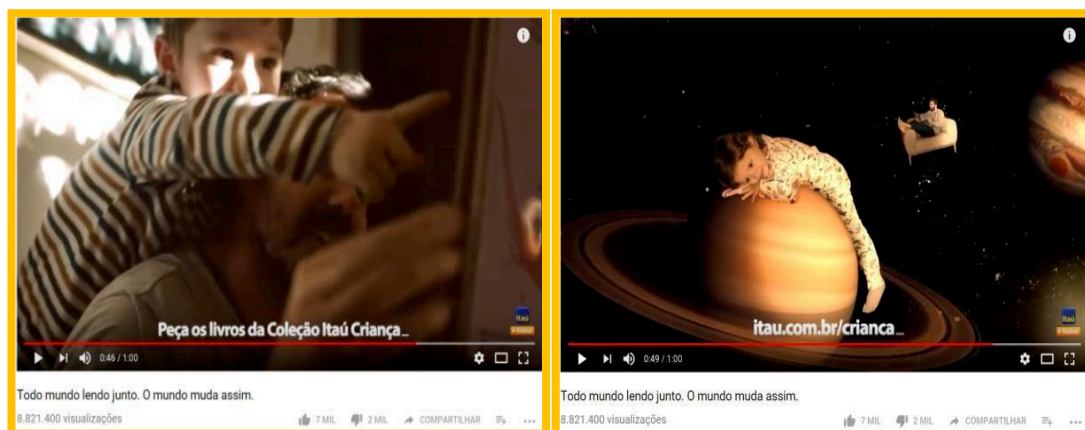 Peça os livros da Coleção Itaú Criança_
Itaú
0:46 / 1:00
Todo mundo lendo junto. O mundo muda assim.
8.821.400 visualizações
7 MIL
2 MIL
COMPARTILHAR
itau.com.br/crianca_
Itaú
0:49 / 1:00
Todo mundo lendo junto. O mundo muda assim.
8.821.400 visualizações
7 MIL
2 MIL
COMPARTILHAR